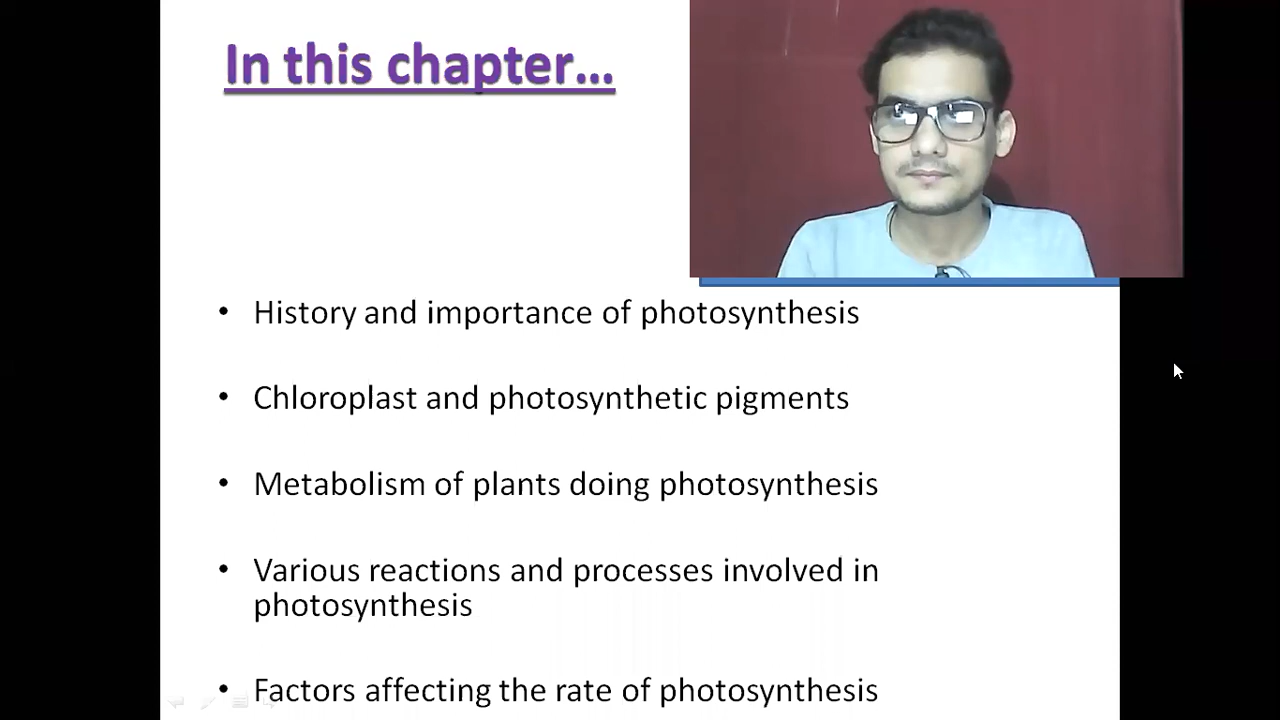 In this chapter...
• History and importance of photosynthesis
• Chloroplast and photosynthetic pigments
• Metabolism of plants doing photosynthesis
• Various reactions and processes involved in
photosynthesis
• Factors affecting the rate of photosynthesis